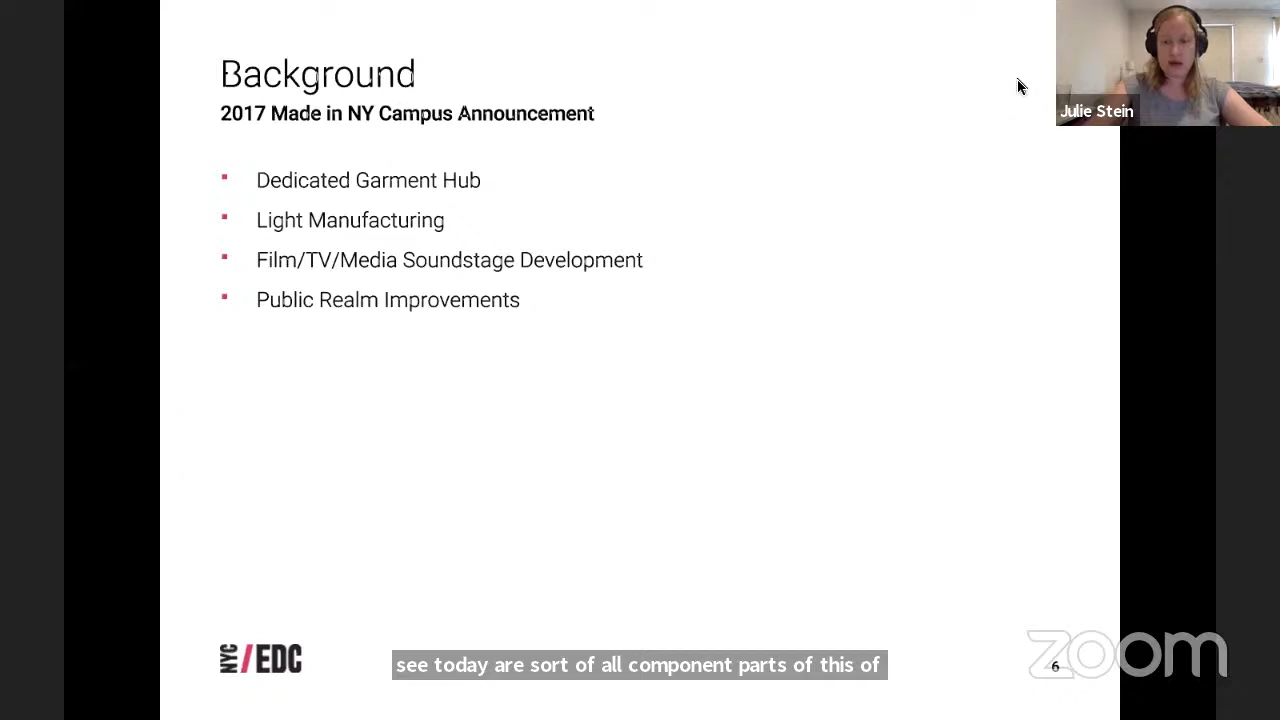 Background
2017 Made in NY Campus Announcement
Dedicated Garment Hub
Light Manufacturing
Film/TV/Media Soundstage Development
Public Realm Improvements
Julie Stein
NYC/EDC
see today are sort of all component parts of this of
6
zoom